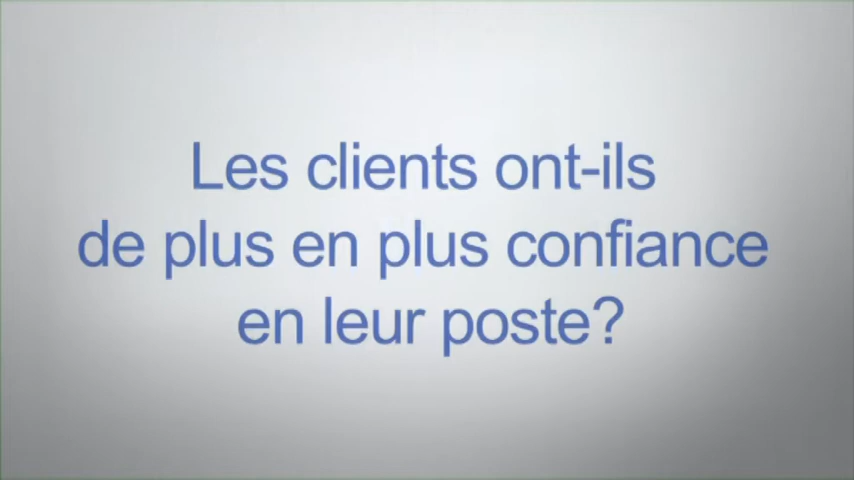 Les clients ont-ils
de plus en plus confiance
en leur poste?